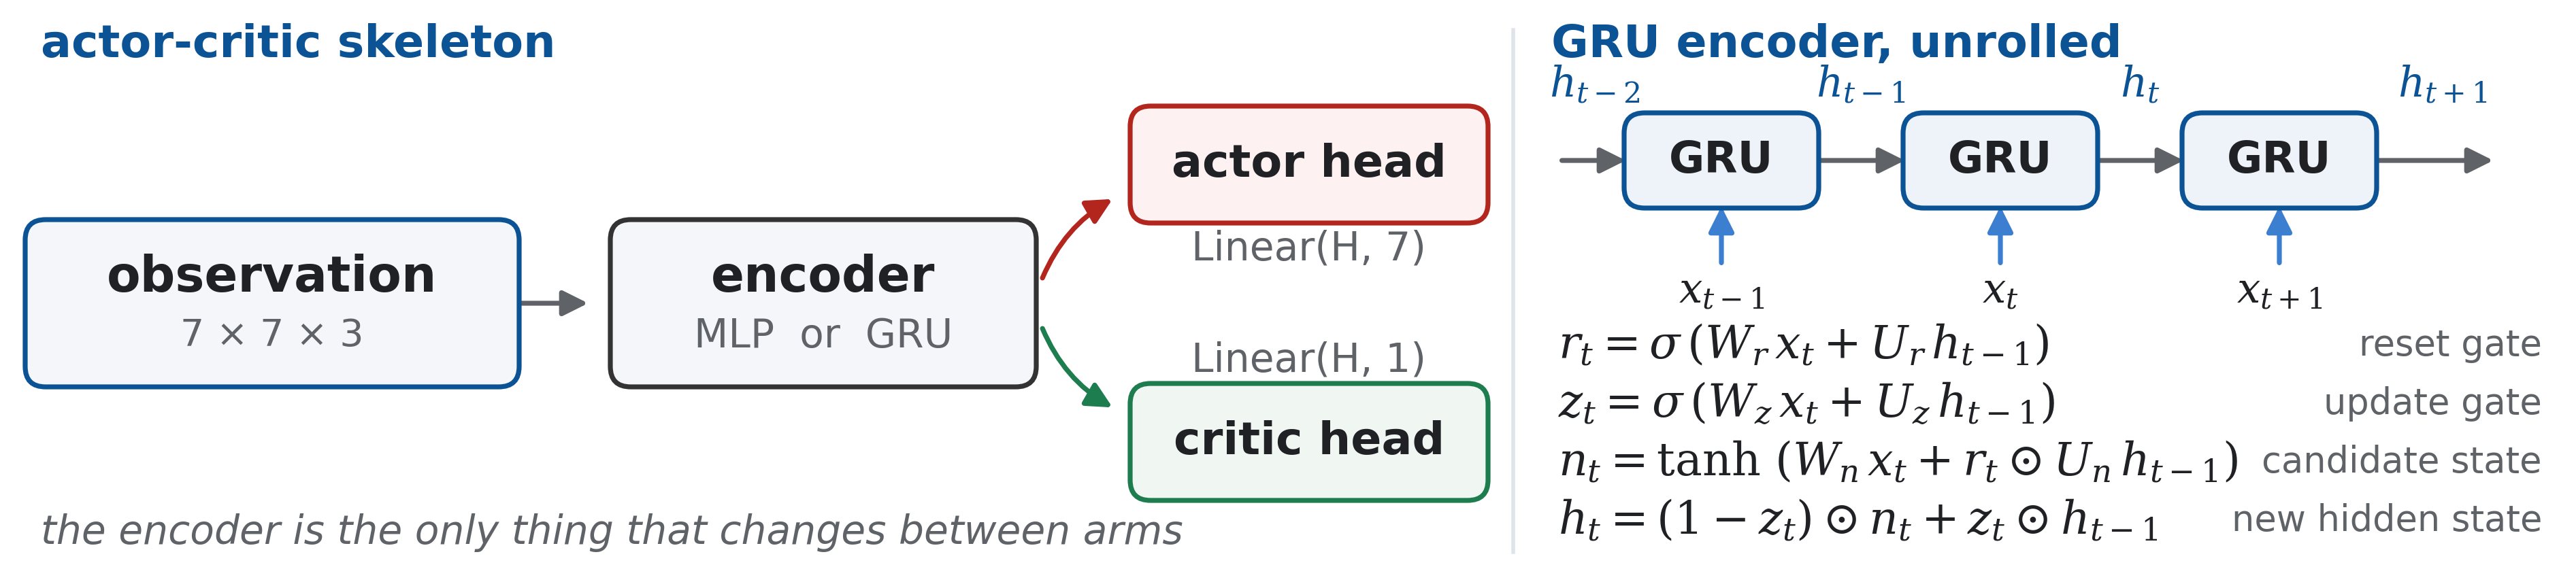 actor-critic skeleton
observation
7 × 7 × 3
encoder
MLP or GRU
actor head
Linear(H, 7)
Linear(H, 1)
critic head
the encoder is the only thing that changes between arms
GRU encoder, unrolled
h_{t−2} h_{t−1} h_t h_{t+1}
GRU GRU GRU
x_{t−1} x_t x_{t+1}
r_t = σ(W_r x_t + U_r h_{t−1}) reset gate
z_t = σ(W_z x_t + U_z h_{t−1}) update gate
n_t = tanh (W_n x_t + r_t ⊙ U_n h_{t−1}) candidate state
h_t = (1 − z_t) ⊙ n_t + z_t ⊙ h_{t−1} new hidden state